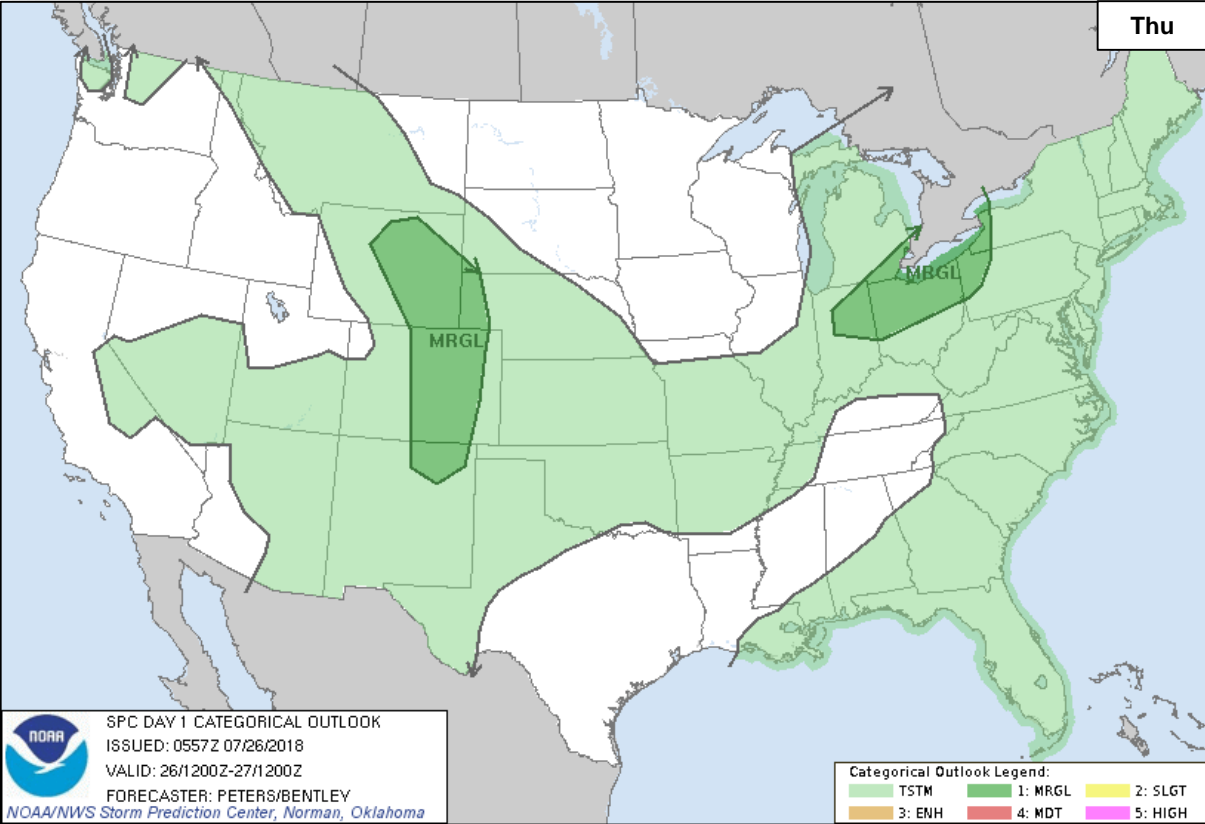 Thu
MRGL
MRGL
NOAA
SPC DAY 1 CATEGORICAL OUTLOOK
ISSUED: 0557Z 07/26/2018
VALID: 26/1200Z-27/1200Z
FORECASTER: PETERS/BENTLEY
NOAA/NWS Storm Prediction Center, Norman, Oklahoma
Categorical Outlook Legend:
TSTM 1: MRGL 2: SLGT
3: ENH 4: MDT 5: HIGH